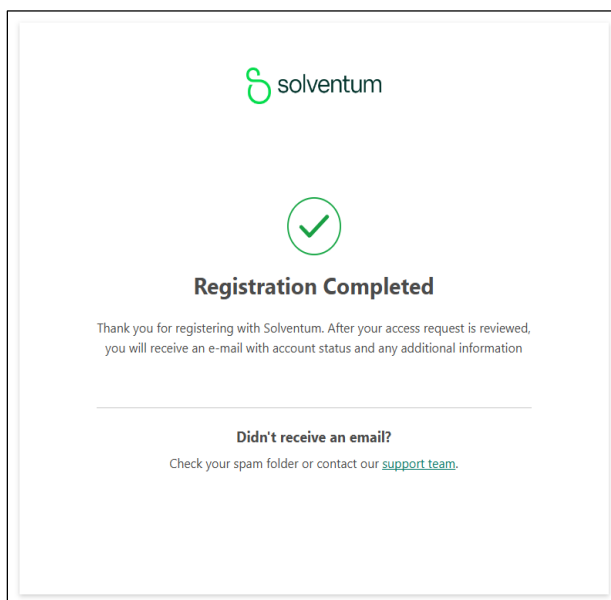 solventum
Registration Completed
Thank you for registering with Solventum. After your access request is reviewed,
you will receive an e-mail with account status and any additional information
Didn't receive an email?
Check your spam folder or contact our support team.